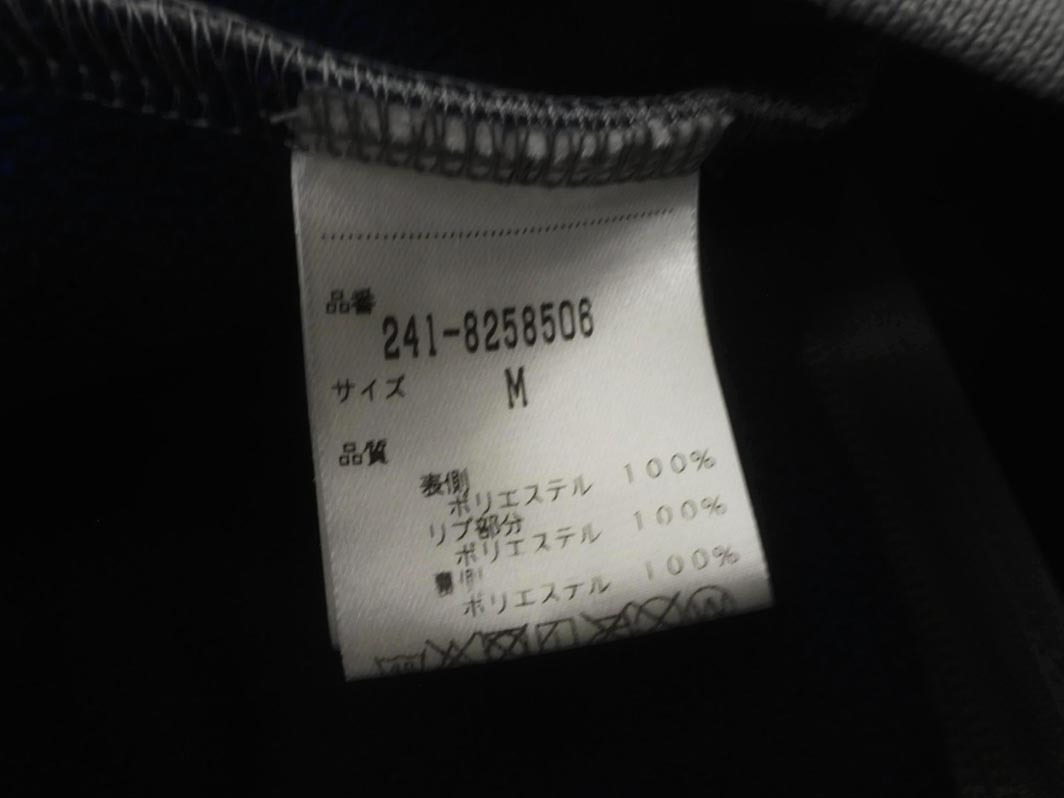 品番
241-8258506
サイズ M
品質
表側
ポリエステル 100%
リブ部分
ポリエステル 100%
裏側
ポリエステル 100%